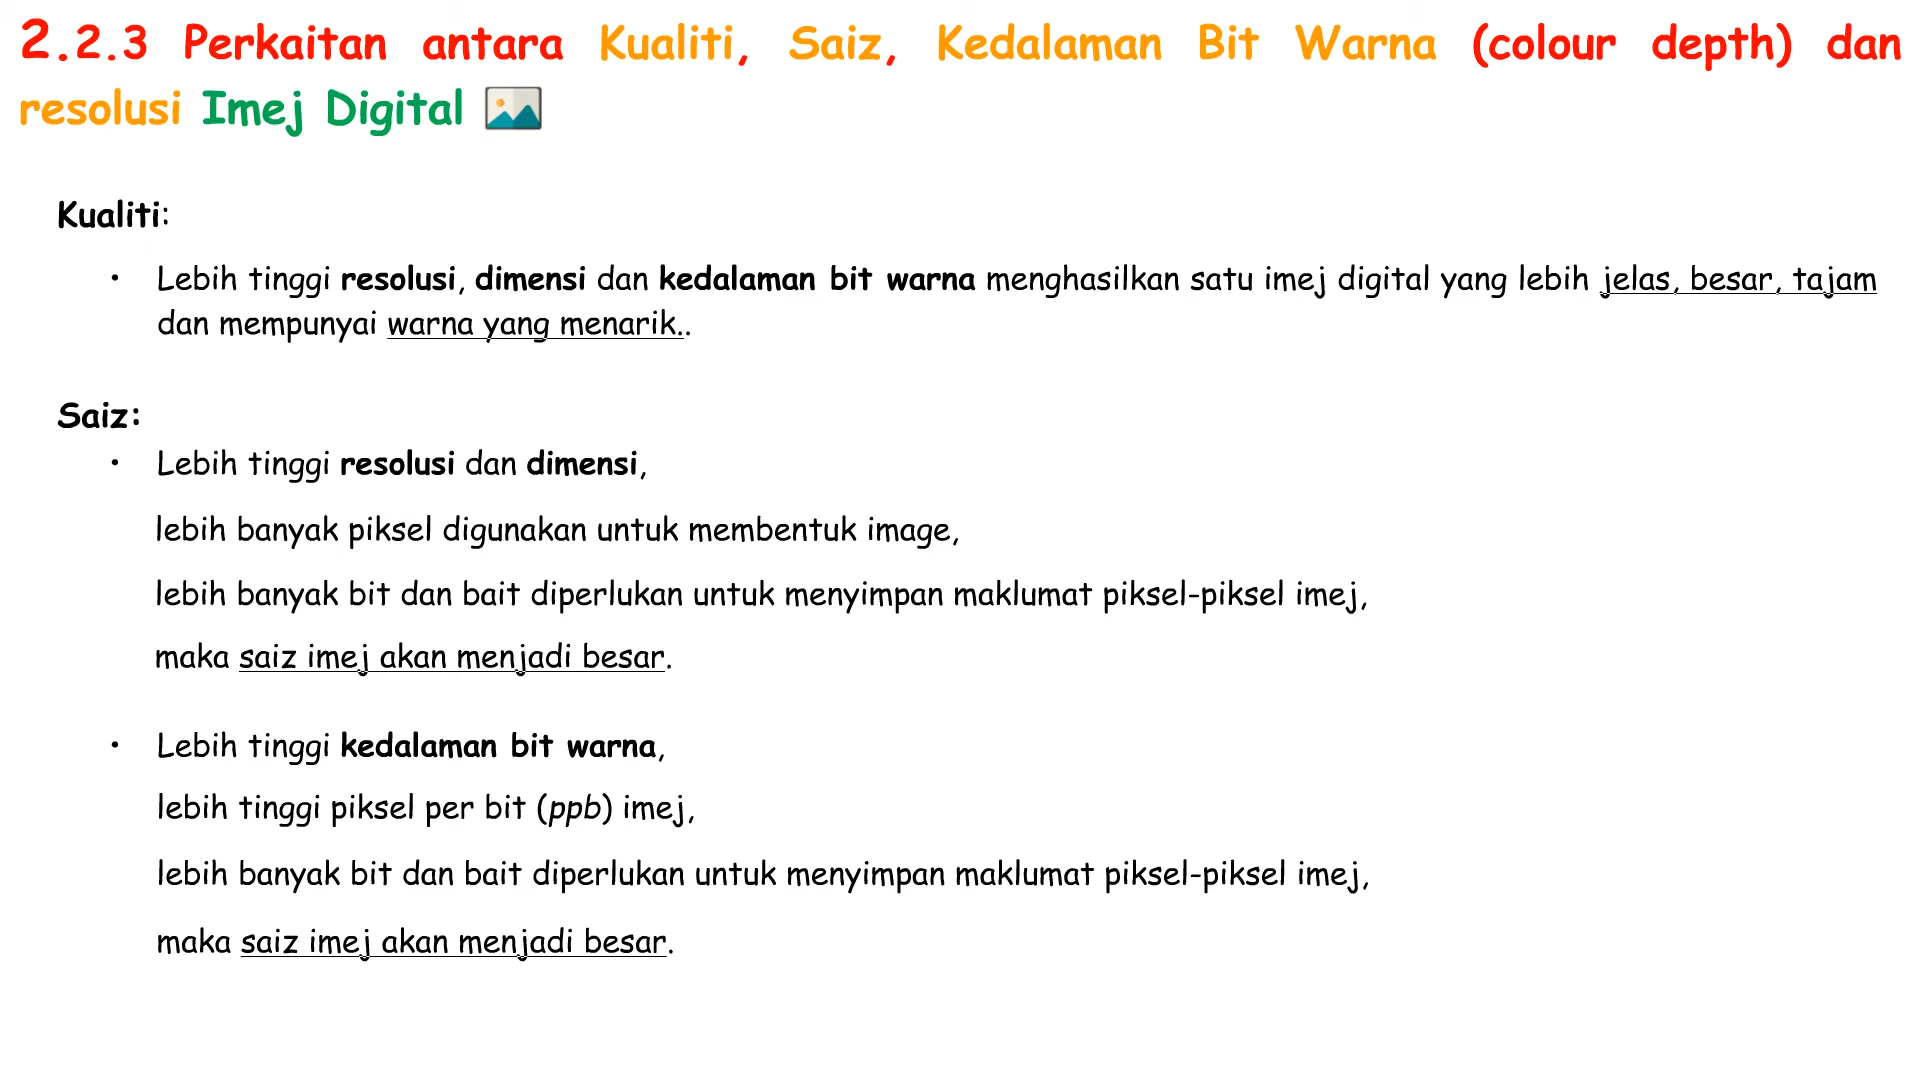 2.2.3 Perkaitan antara Kualiti, Saiz, Kedalaman Bit Warna (colour depth) dan
resolusi Imej Digital
Kualiti:
• Lebih tinggi resolusi, dimensi dan kedalaman bit warna menghasilkan satu imej digital yang lebih jelas, besar, tajam
dan mempunyai warna yang menarik..
Saiz:
• Lebih tinggi resolusi dan dimensi,
lebih banyak piksel digunakan untuk membentuk image,
lebih banyak bit dan bait diperlukan untuk menyimpan maklumat piksel-piksel imej,
maka saiz imej akan menjadi besar.
• Lebih tinggi kedalaman bit warna,
lebih tinggi piksel per bit (ppb) imej,
lebih banyak bit dan bait diperlukan untuk menyimpan maklumat piksel-piksel imej,
maka saiz imej akan menjadi besar.